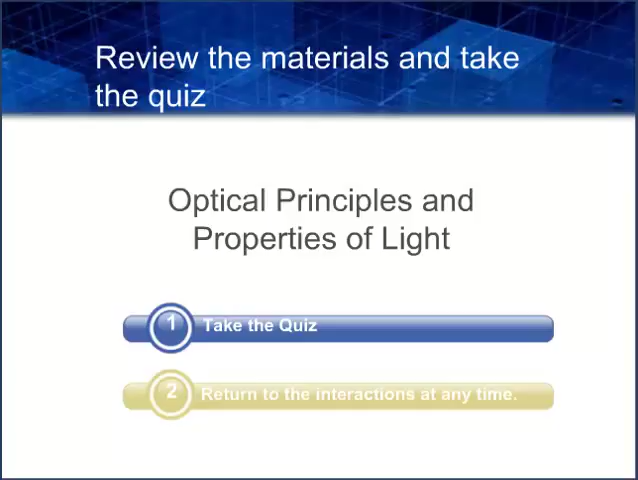 Review the materials and take
the quiz
Optical Principles and
Properties of Light
1 Take the Quiz
2 Return to the interactions at any time.